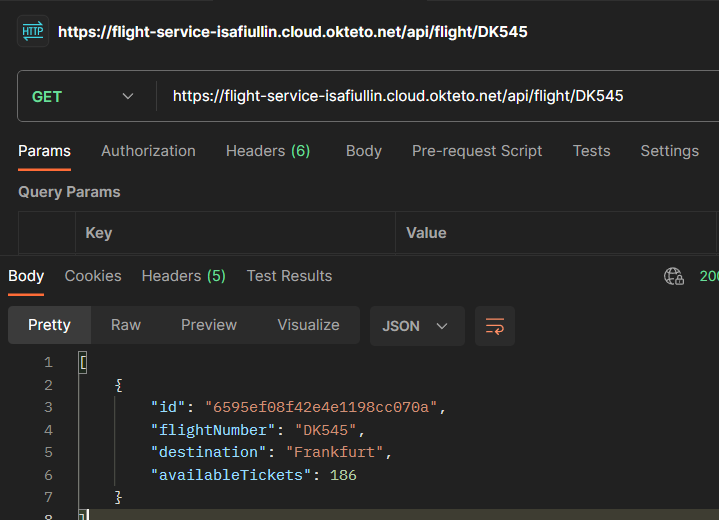 HTTP https://flight-service-isafiullin.cloud.okteto.net/api/flight/DK545
GET https://flight-service-isafiullin.cloud.okteto.net/api/flight/DK545
Params Authorization Headers (6) Body Pre-request Script Tests Settings
Query Params
Key Value
Body Cookies Headers (5) Test Results 200
Pretty Raw Preview Visualize JSON
1 [
2 {
3 "id": "6595ef08f42e4e1198cc070a",
4 "flightNumber": "DK545",
5 "destination": "Frankfurt",
6 "availableTickets": 186
7 }
8 ]